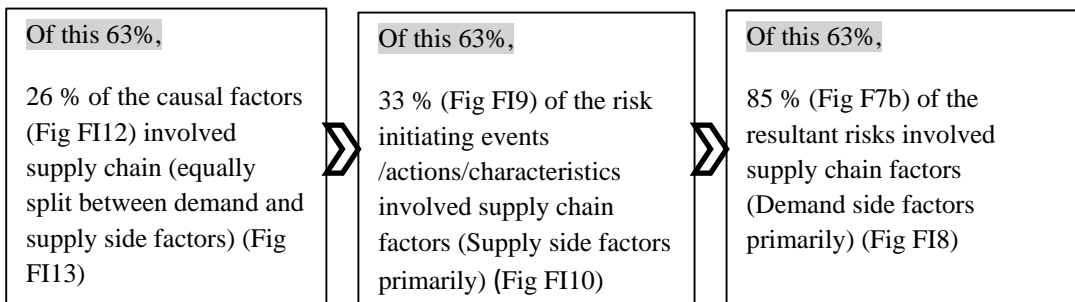 Of this 63%,
26 % of the causal factors
(Fig FI12) involved
supply chain (equally
split between demand and
supply side factors) (Fig
FI13)
Of this 63%,
33 % (Fig FI9) of the risk
initiating events
/actions/characteristics
involved supply chain
factors (Supply side factors
primarily) (Fig FI10)
Of this 63%,
85 % (Fig F7b) of the
resultant risks involved
supply chain factors
(Demand side factors
primarily) (Fig FI8)